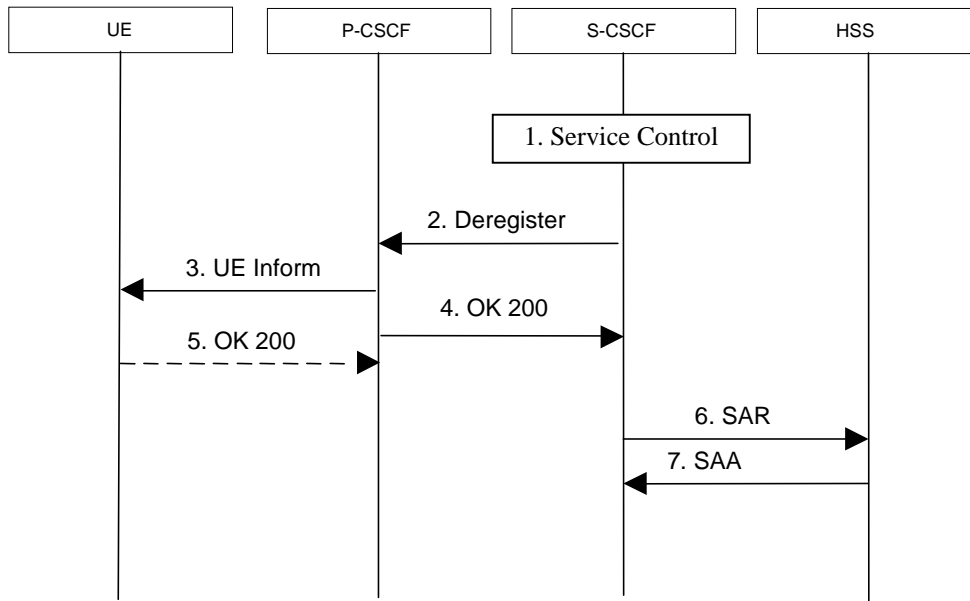 UE
P-CSCF
S-CSCF
HSS
1. Service Control
2. Deregister
3. UE Inform
4. OK 200
5. OK 200
6. SAR
7. SAA